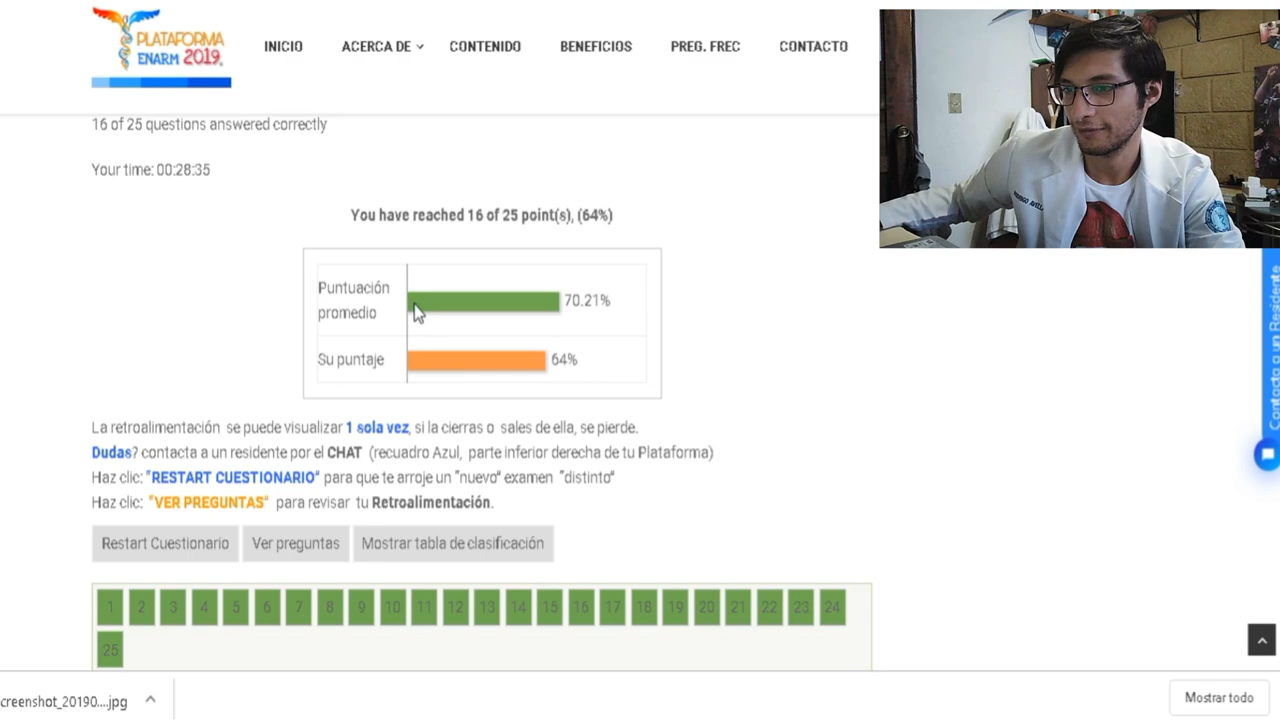 PLATAFORMA
ENARM 2019
INICIO
ACERCA DE
CONTENIDO
BENEFICIOS
PREG. FREC
CONTACTO
16 of 25 questions answered correctly
Your time: 00:28:35
You have reached 16 of 25 point(s), (64%)
Puntuación
promedio
70.21%
Su puntaje
64%
La retroalimentación se puede visualizar 1 sola vez, si la cierras o sales de ella, se pierde.
Dudas? contacta a un residente por el CHAT (recuadro Azul, parte inferior derecha de tu Plataforma)
Haz clic: "RESTART CUESTIONARIO" para que te arroje un "nuevo" examen "distinto"
Haz clic: "VER PREGUNTAS" para revisar tu Retroalimentación.
Restart Cuestionario
Ver preguntas
Mostrar tabla de clasificación
1 2 3 4 5 6 7 8 9 10 11 12 13 14 15 16 17 18 19 20 21 22 23 24
25
Contacta a un Residente
creenshot_20190....jpg
Mostrar todo